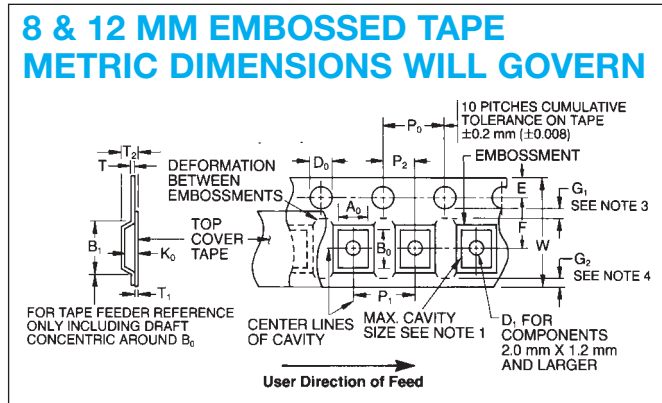 8 & 12 MM EMBOSSED TAPE
METRIC DIMENSIONS WILL GOVERN
10 PITCHES CUMULATIVE
TOLERANCE ON TAPE
±0.2 mm (±0.008)
P₀
T₂
T
DEFORMATION
BETWEEN
EMBOSSMENTS
D₀
P₂
EMBOSSMENT
E
G₁
SEE NOTE 3
A₀
F
W
TOP
COVER
TAPE
B₁
K₀
B₀
G₂
SEE NOTE 4
T₁
P₁
FOR TAPE FEEDER REFERENCE
ONLY INCLUDING DRAFT
CONCENTRIC AROUND B₀
CENTER LINES
OF CAVITY
MAX. CAVITY
SIZE SEE NOTE 1
D₁ FOR
COMPONENTS
2.0 mm X 1.2 mm
AND LARGER
User Direction of Feed